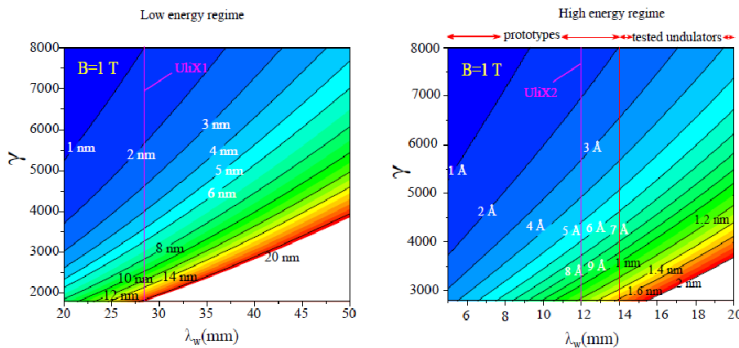 Low energy regime
8000
7000
6000
5000
4000
3000
2000
γ
B=1 T
UliX1
1 nm
2 nm
3 nm
4 nm
5 nm
6 nm
8 nm
10 nm
12 nm
14 nm
20 nm
20 25 30 35 40 45 50
λw(mm)
High energy regime
prototypes tested undulators
8000
7000
6000
5000
4000
3000
γ
B=1 T
UliX2
1 Å
2 Å
3 Å
4 Å
5 Å 6 Å 7 Å
8 Å 9 Å 1 nm
1.2 nm
1.4 nm
1.6 nm
2 nm
6 8 10 12 14 16 18 20
λw(mm)